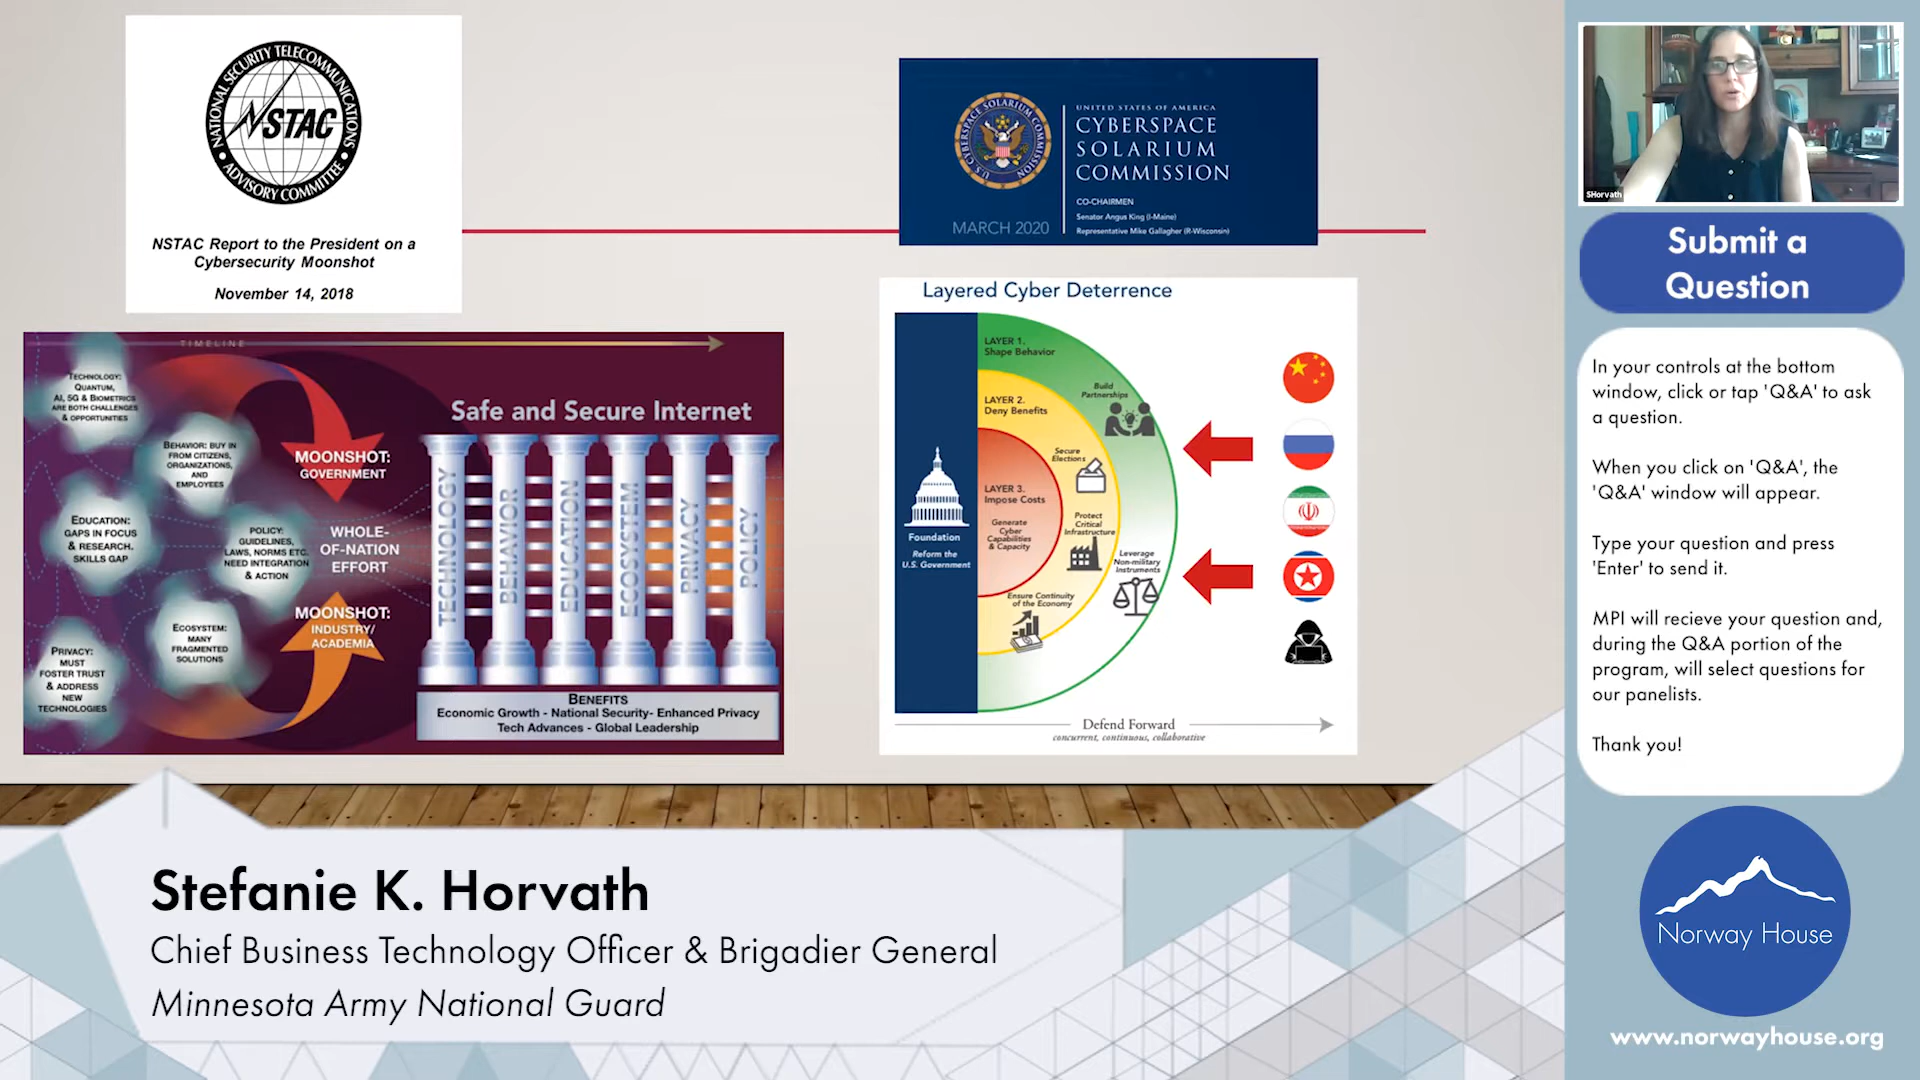 NATIONAL SECURITY TELECOMMUNICATIONS
NSTAC
ADVISORY COMMITTEE
NSTAC Report to the President on a
Cybersecurity Moonshot
November 14, 2018
UNITED STATES OF AMERICA
CYBERSPACE
SOLARIUM
COMMISSION
U.S. CYBERSPACE SOLARIUM COMMISSION
CO-CHAIRMEN
Senator Angus King (I-Maine)
Representative Mike Gallagher (R-Wisconsin)
MARCH 2020
TIMELINE
TECHNOLOGY:
QUANTUM,
AI, 5G & BIOMETRICS
ARE BOTH CHALLENGES
& OPPORTUNITIES
BEHAVIOR: BUY IN
FROM CITIZENS,
ORGANIZATIONS,
AND
EMPLOYEES
EDUCATION:
GAPS IN FOCUS
& RESEARCH.
SKILLS GAP
POLICY:
GUIDELINES,
LAWS, NORMS ETC.
NEED INTEGRATION
& ACTION
ECOSYSTEM:
MANY
FRAGMENTED
SOLUTIONS
PRIVACY:
MUST
FOSTER TRUST
& ADDRESS
NEW
TECHNOLOGIES
MOONSHOT:
GOVERNMENT
WHOLE-
OF-NATION
EFFORT
MOONSHOT:
INDUSTRY/
ACADEMIA
Safe and Secure Internet
TECHNOLOGY
BEHAVIOR
EDUCATION
ECOSYSTEM
PRIVACY
POLICY
BENEFITS
Economic Growth - National Security- Enhanced Privacy
Tech Advances - Global Leadership
Layered Cyber Deterrence
LAYER 1.
Shape Behavior
LAYER 2.
Deny Benefits
LAYER 3.
Impose Costs
Generate
Cyber
Capabilities
& Capacity
Build
Partnerships
Secure
Elections
Protect
Critical
Infrastructure
Leverage
Non-military
Instruments
Ensure Continuity
of the Economy
Foundation
Reform the
U.S. Government
Defend Forward
concurrent, continuous, collaborative
Stefanie K. Horvath
Chief Business Technology Officer & Brigadier General
Minnesota Army National Guard
SHorvath
Submit a
Question
In your controls at the bottom
window, click or tap 'Q&A' to ask
a question.
When you click on 'Q&A', the
'Q&A' window will appear.
Type your question and press
'Enter' to send it.
MPI will recieve your question and,
during the Q&A portion of the
program, will select questions for
our panelists.
Thank you!
Norway House
www.norwayhouse.org